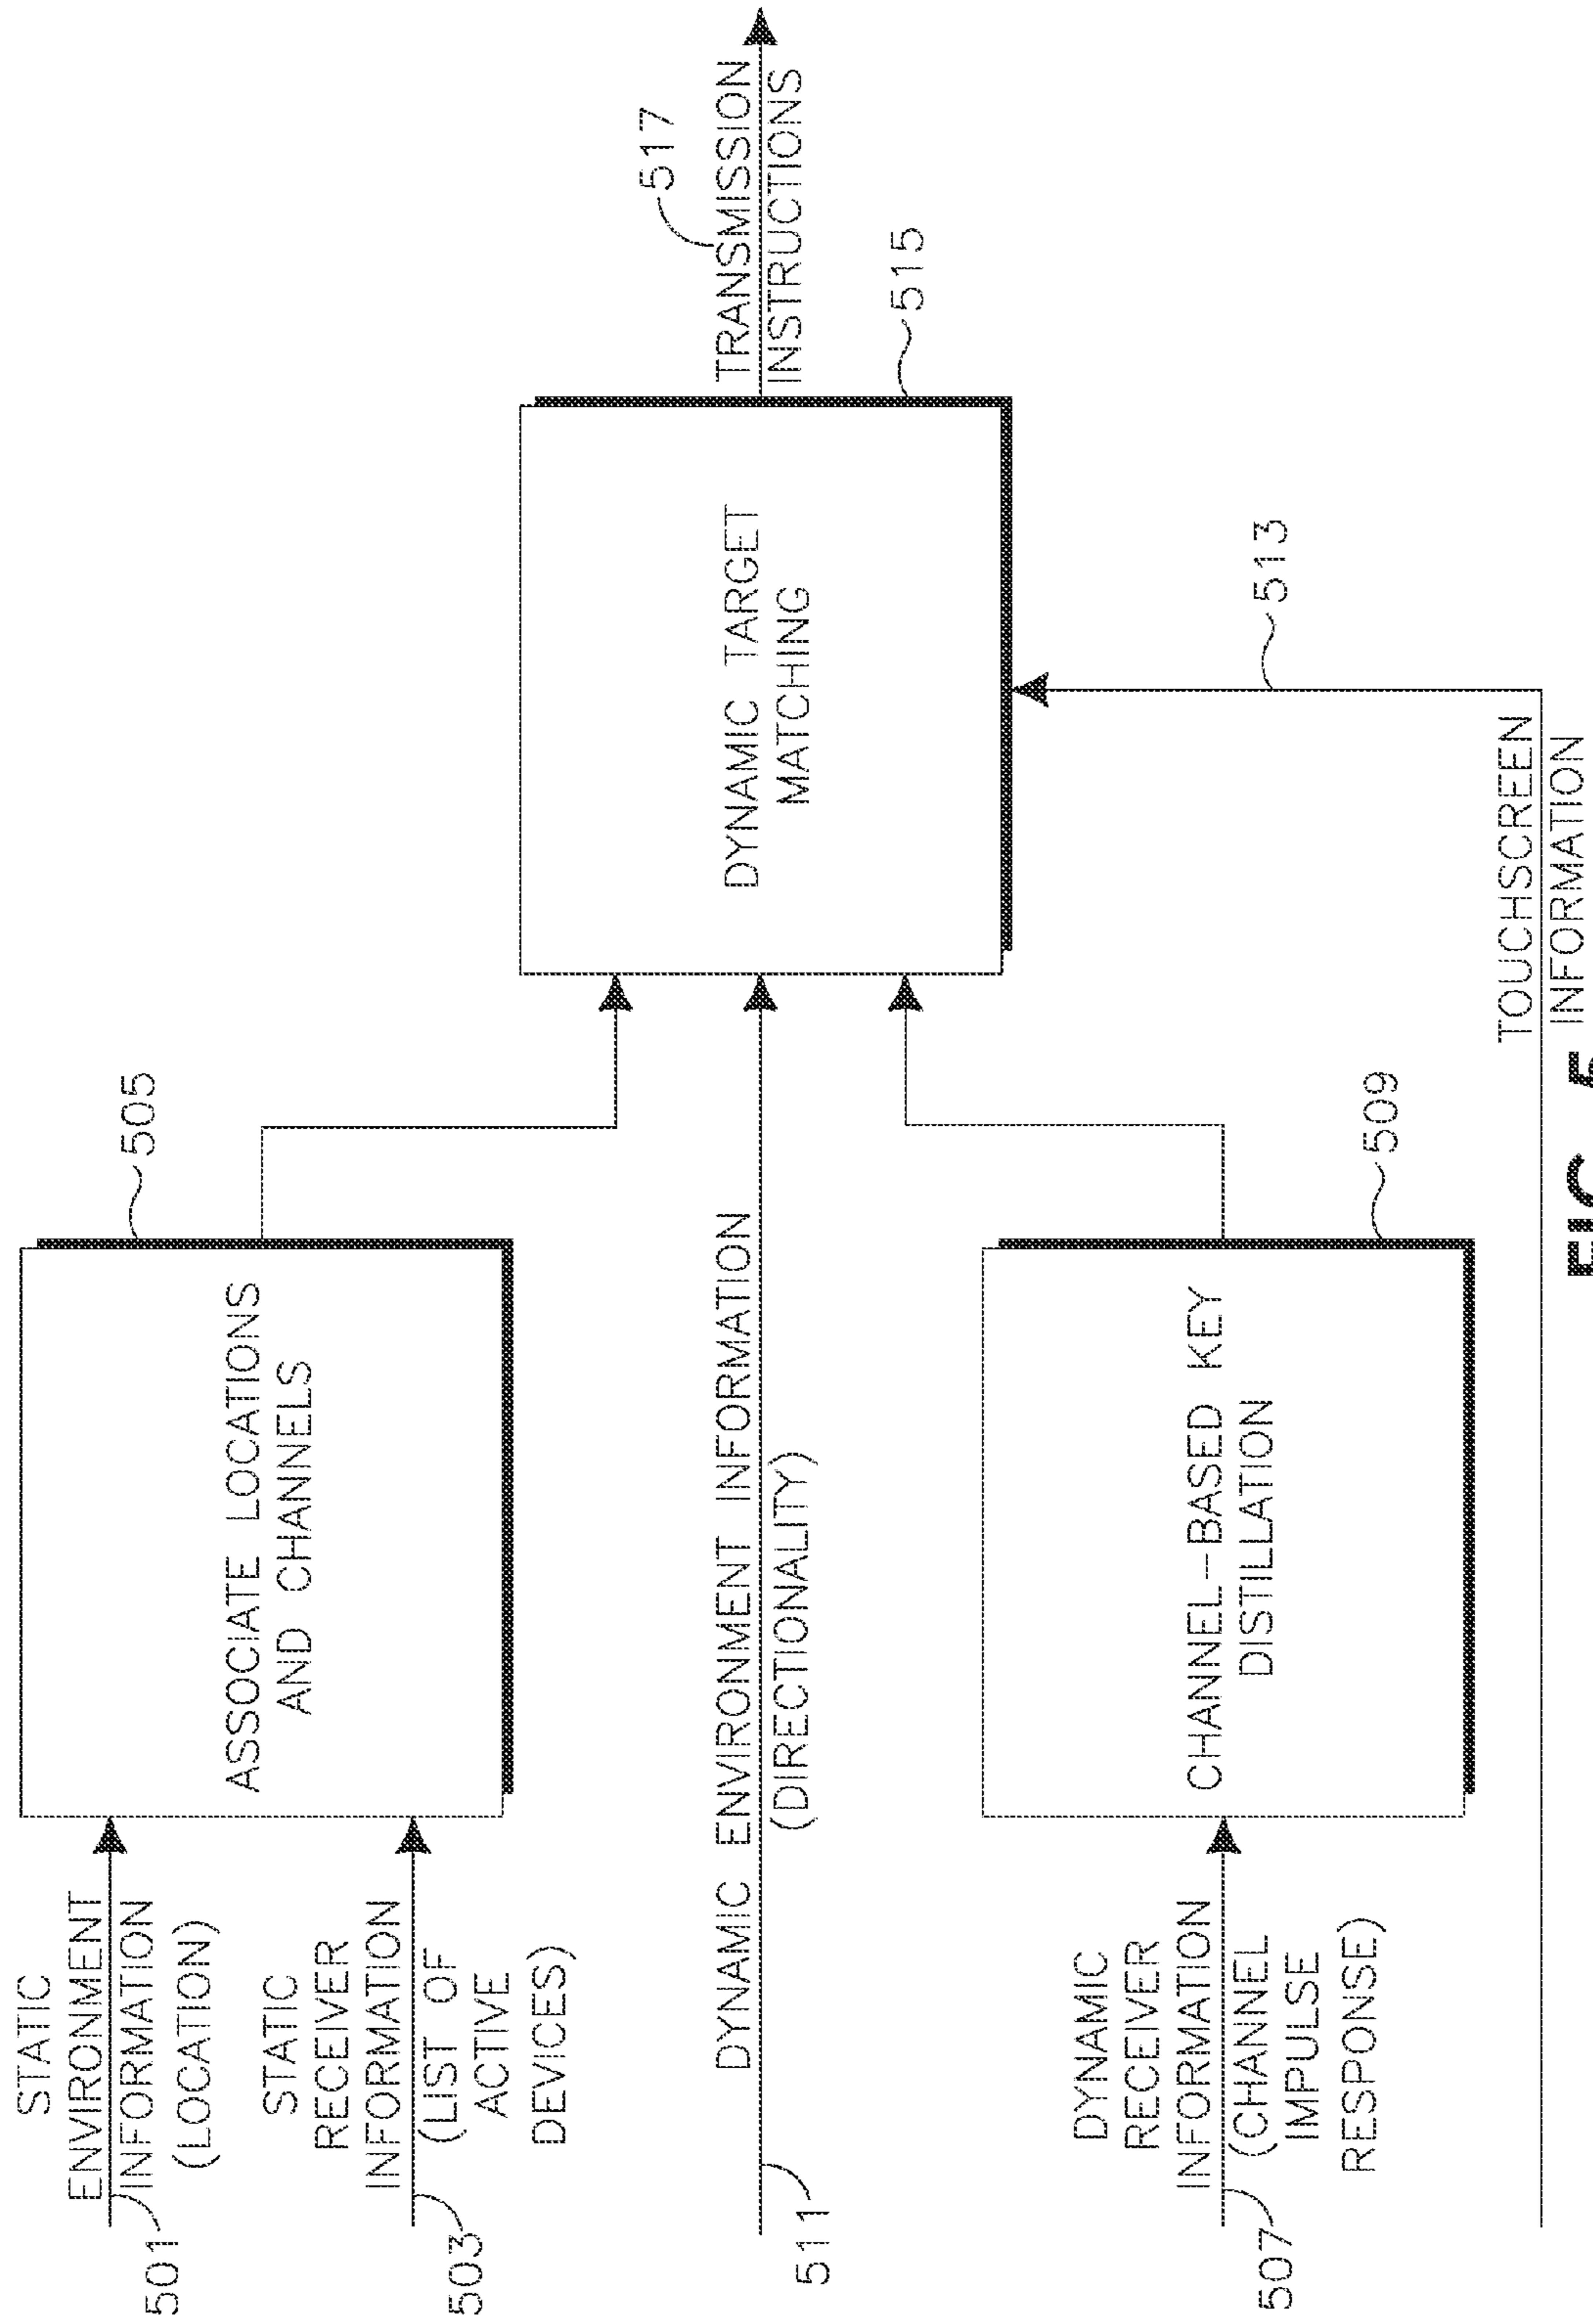 STATIC
ENVIRONMENT
INFORMATION
(LOCATION)
501
STATIC
RECEIVER
INFORMATION
(LIST OF
ACTIVE
DEVICES)
503
ASSOCIATE LOCATIONS
AND CHANNELS
505
DYNAMIC ENVIRONMENT INFORMATION
(DIRECTIONALITY)
511
DYNAMIC
RECEIVER
INFORMATION
(CHANNEL
IMPULSE
RESPONSE)
507
CHANNEL-BASED KEY
DISTILLATION
509
DYNAMIC TARGET
MATCHING
515
TRANSMISSION
INSTRUCTIONS
517
513
TOUCHSCREEN
INFORMATION
FIG. 5